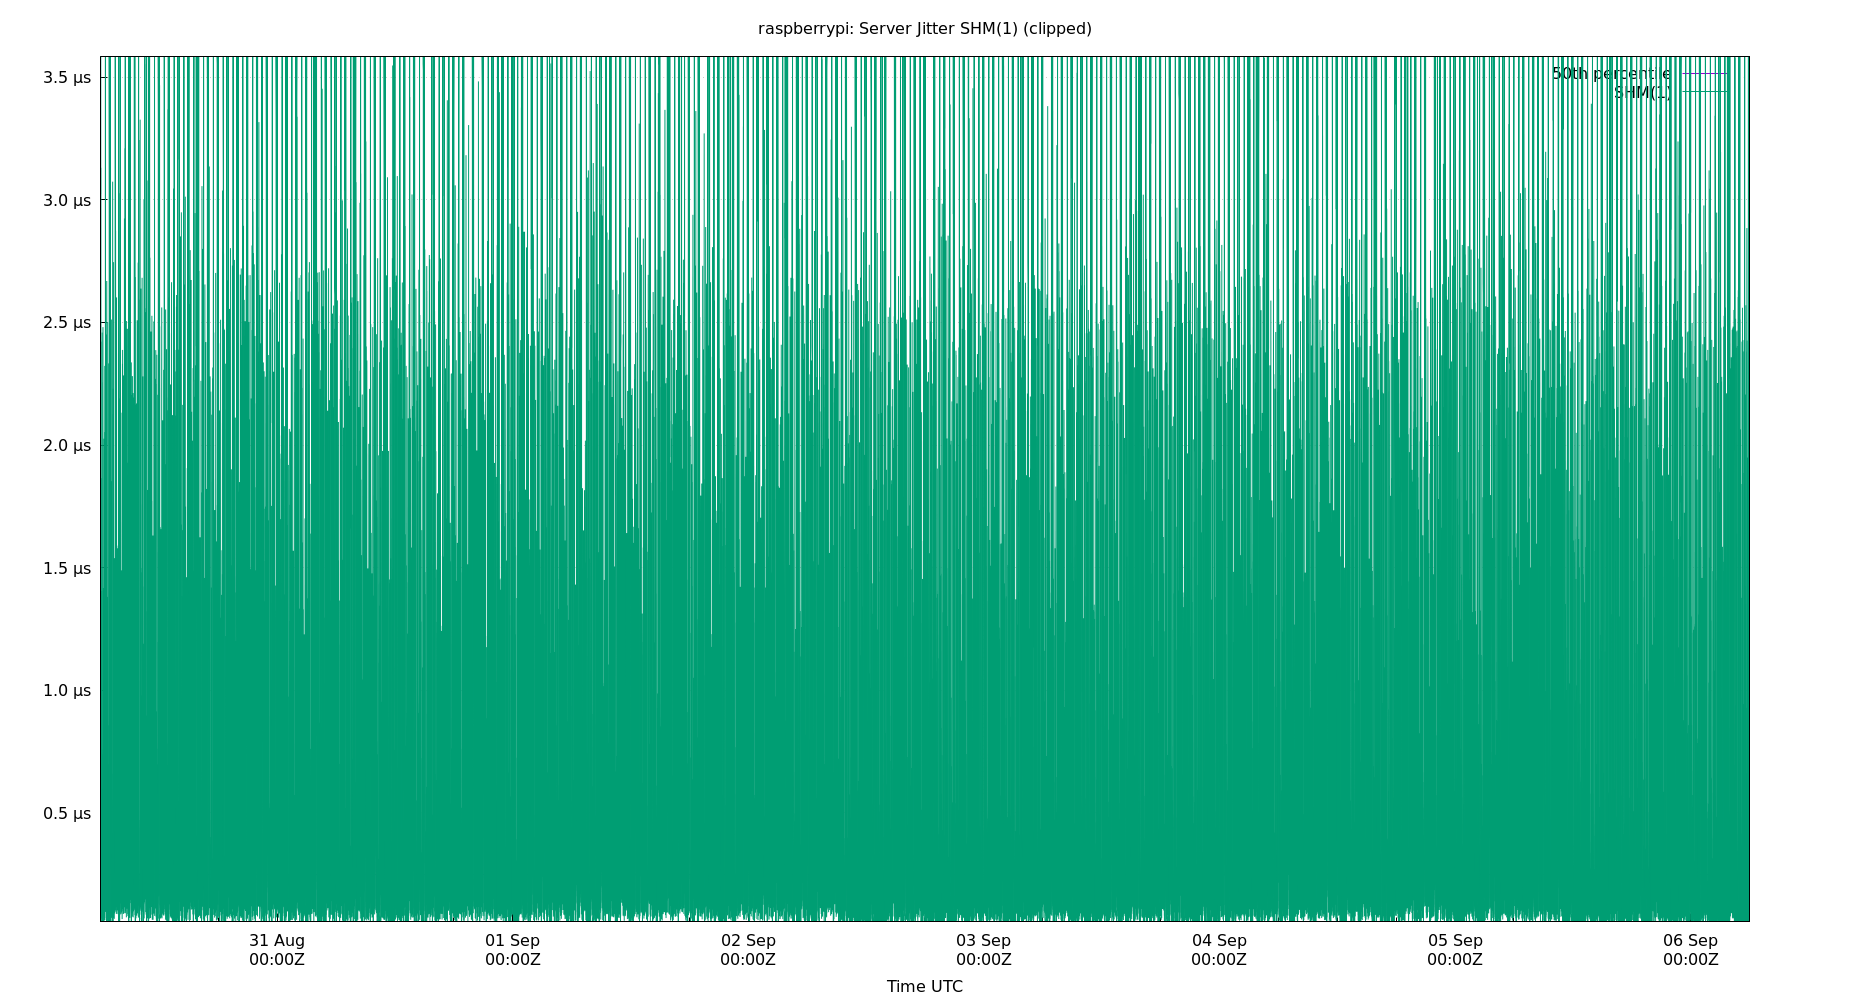 raspberrypi: Server Jitter SHM(1) (clipped)
3.5 µs
50th percentile
SHM(1)
3.0 µs
2.5 µs
2.0 µs
1.5 µs
1.0 µs
0.5 µs
31 Aug 01 Sep 02 Sep 03 Sep 04 Sep 05 Sep 06 Sep
00:00Z 00:00Z 00:00Z 00:00Z 00:00Z 00:00Z 00:00Z
Time UTC